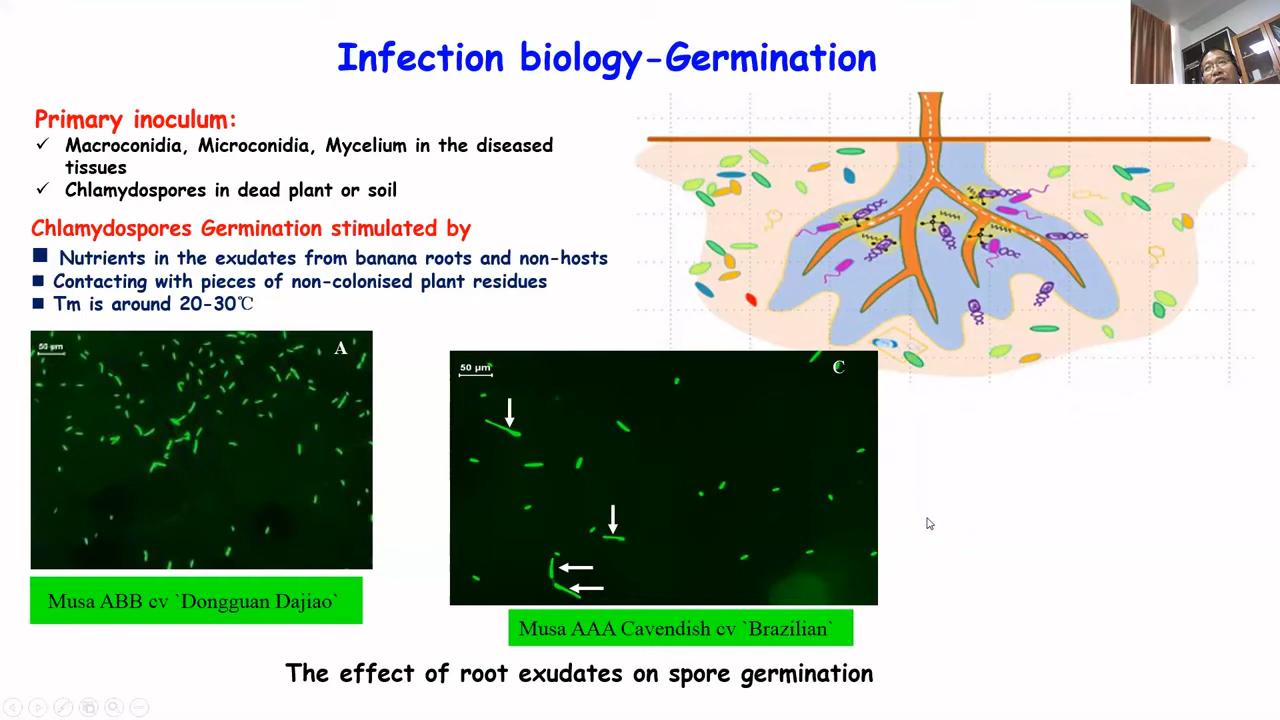 Infection biology-Germination
Primary inoculum:
✓ Macroconidia, Microconidia, Mycelium in the diseased
tissues
✓ Chlamydospores in dead plant or soil
Chlamydospores Germination stimulated by
■ Nutrients in the exudates from banana roots and non-hosts
■ Contacting with pieces of non-colonised plant residues
■ Tm is around 20-30℃
50 μm
A
50 μm
C
Musa ABB cv `Dongguan Dajiao`
Musa AAA Cavendish cv `Brazilian`
The effect of root exudates on spore germination